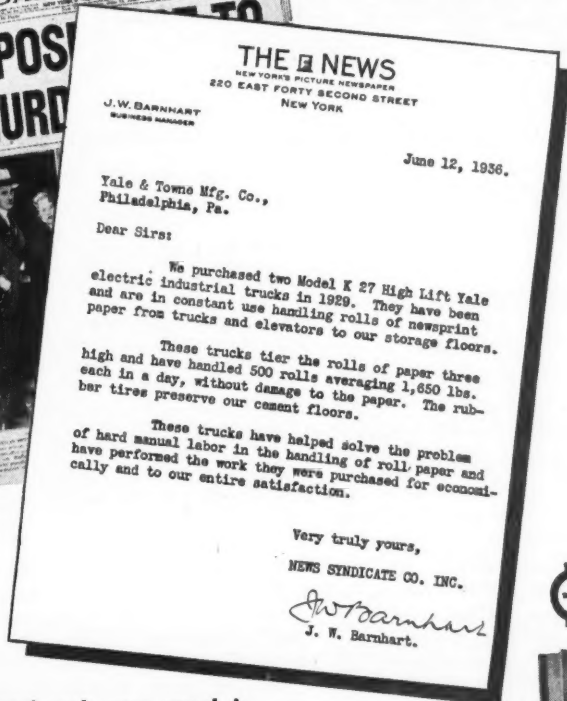 POS
TO
URD
THE NEWS
NEW YORK'S PICTURE NEWSPAPER
220 EAST FORTY SECOND STREET
NEW YORK
J.W. BARNHART
BUSINESS MANAGER
June 12, 1936.
Yale & Towne Mfg. Co.,
Philadelphia, Pa.
Dear Sirs:
We purchased two Model K 27 High Lift Yale
electric industrial trucks in 1929. They have been
and are in constant use handling rolls of newsprint
paper from trucks and elevators to our storage floors.
These trucks tier the rolls of paper three
high and have handled 500 rolls averaging 1,650 lbs.
each in a day, without damage to the paper. The rub-
ber tires preserve our cement floors.
These trucks have helped solve the problem
of hard manual labor in the handling of roll paper and
have performed the work they were purchased for economi-
cally and to our entire satisfaction.
Very truly yours,
NEWS SYNDICATE CO. INC.
JW Barnhart
J. W. Barnhart.